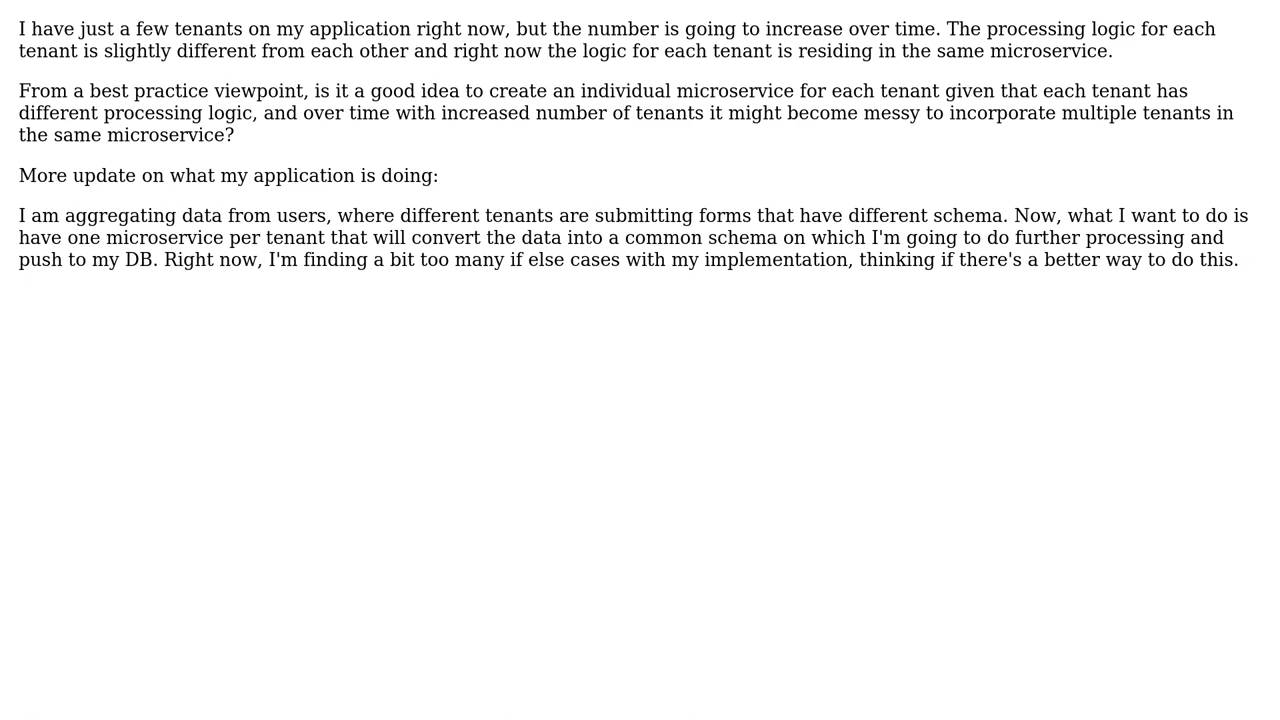 I have just a few tenants on my application right now, but the number is going to increase over time. The processing logic for each
tenant is slightly different from each other and right now the logic for each tenant is residing in the same microservice.
From a best practice viewpoint, is it a good idea to create an individual microservice for each tenant given that each tenant has
different processing logic, and over time with increased number of tenants it might become messy to incorporate multiple tenants in
the same microservice?
More update on what my application is doing:
I am aggregating data from users, where different tenants are submitting forms that have different schema. Now, what I want to do is
have one microservice per tenant that will convert the data into a common schema on which I'm going to do further processing and
push to my DB. Right now, I'm finding a bit too many if else cases with my implementation, thinking if there's a better way to do this.